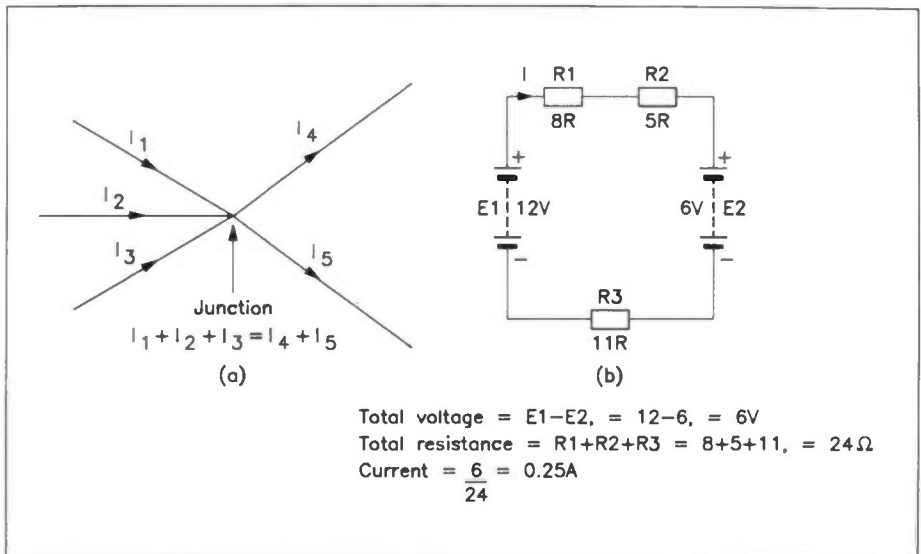 I₁
I₂
I₃
I₄
I₅
Junction
I₁+I₂+I₃=I₄+I₅
(a)
I R1 R2
8R 5R
+ +
E1 12V 6V E2
− −
R3
11R
(b)
Total voltage = E1−E2, = 12−6, = 6V
Total resistance = R1+R2+R3 = 8+5+11, = 24Ω
Current = 6/24 = 0.25A